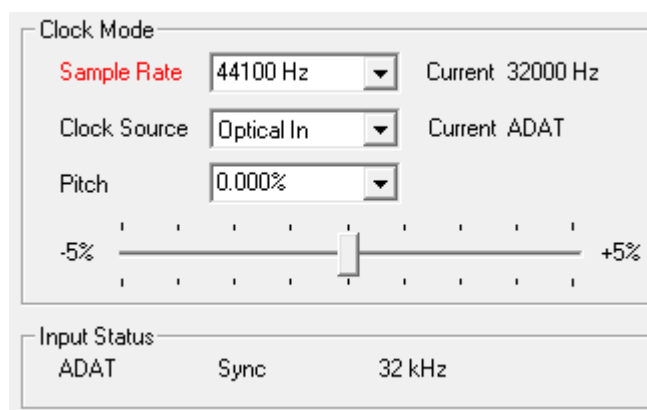 Clock Mode
Sample Rate 44100 Hz Current 32000 Hz
Clock Source Optical In Current ADAT
Pitch 0.000%
-5% +5%
Input Status
ADAT Sync 32 kHz